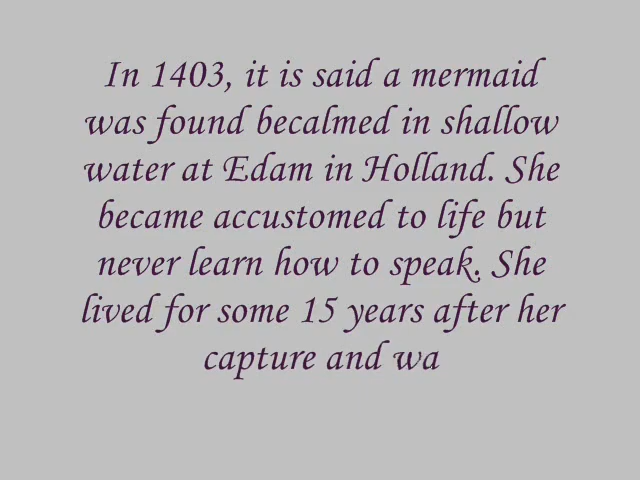 In 1403, it is said a mermaid
was found becalmed in shallow
water at Edam in Holland. She
became accustomed to life but
never learn how to speak. She
lived for some 15 years after her
capture and wa